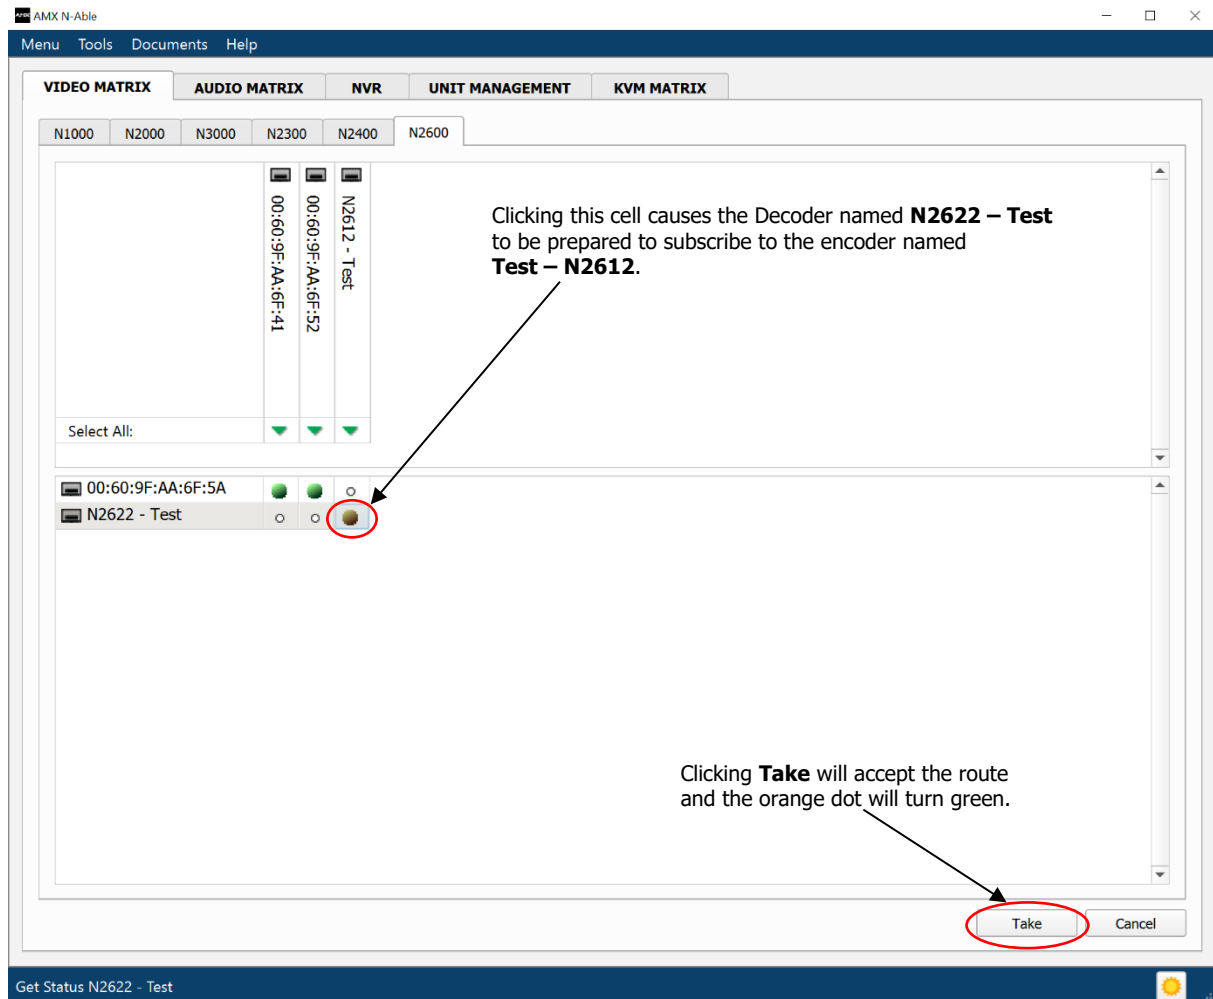 AMX AMX N-Able
Menu Tools Documents Help
VIDEO MATRIX AUDIO MATRIX NVR UNIT MANAGEMENT KVM MATRIX
N1000 N2000 N3000 N2300 N2400 N2600
00:60:9F:AA:6F:41
00:60:9F:AA:6F:52
N2612 - Test
Clicking this cell causes the Decoder named N2622 – Test
to be prepared to subscribe to the encoder named
Test – N2612.
Select All:
00:60:9F:AA:6F:5A
N2622 - Test
Clicking Take will accept the route
and the orange dot will turn green.
Take Cancel
Get Status N2622 - Test